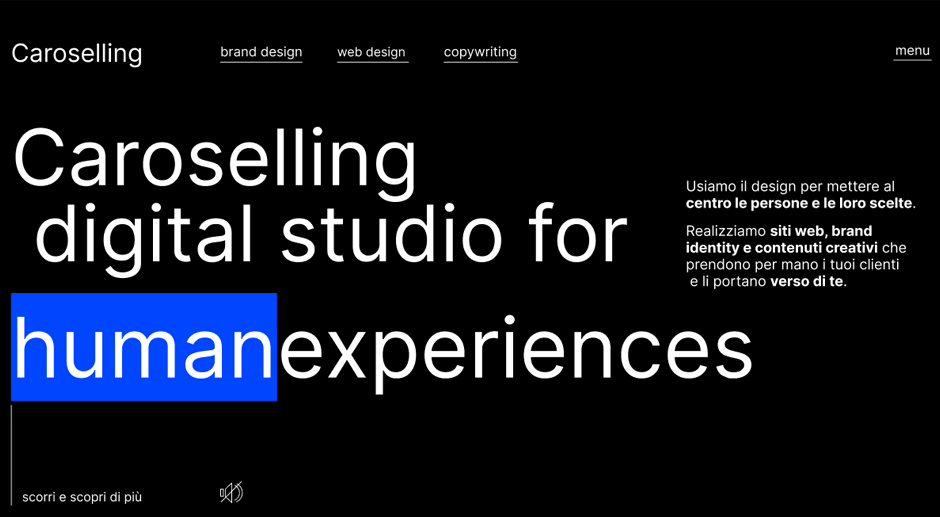 Caroselling
brand design
web design
copywriting
menu
Caroselling
digital studio for
humanexperiences
Usiamo il design per mettere al
centro le persone e le loro scelte.
Realizziamo siti web, brand
identity e contenuti creativi che
prendono per mano i tuoi clienti
e li portano verso di te.
scorri e scopri di più